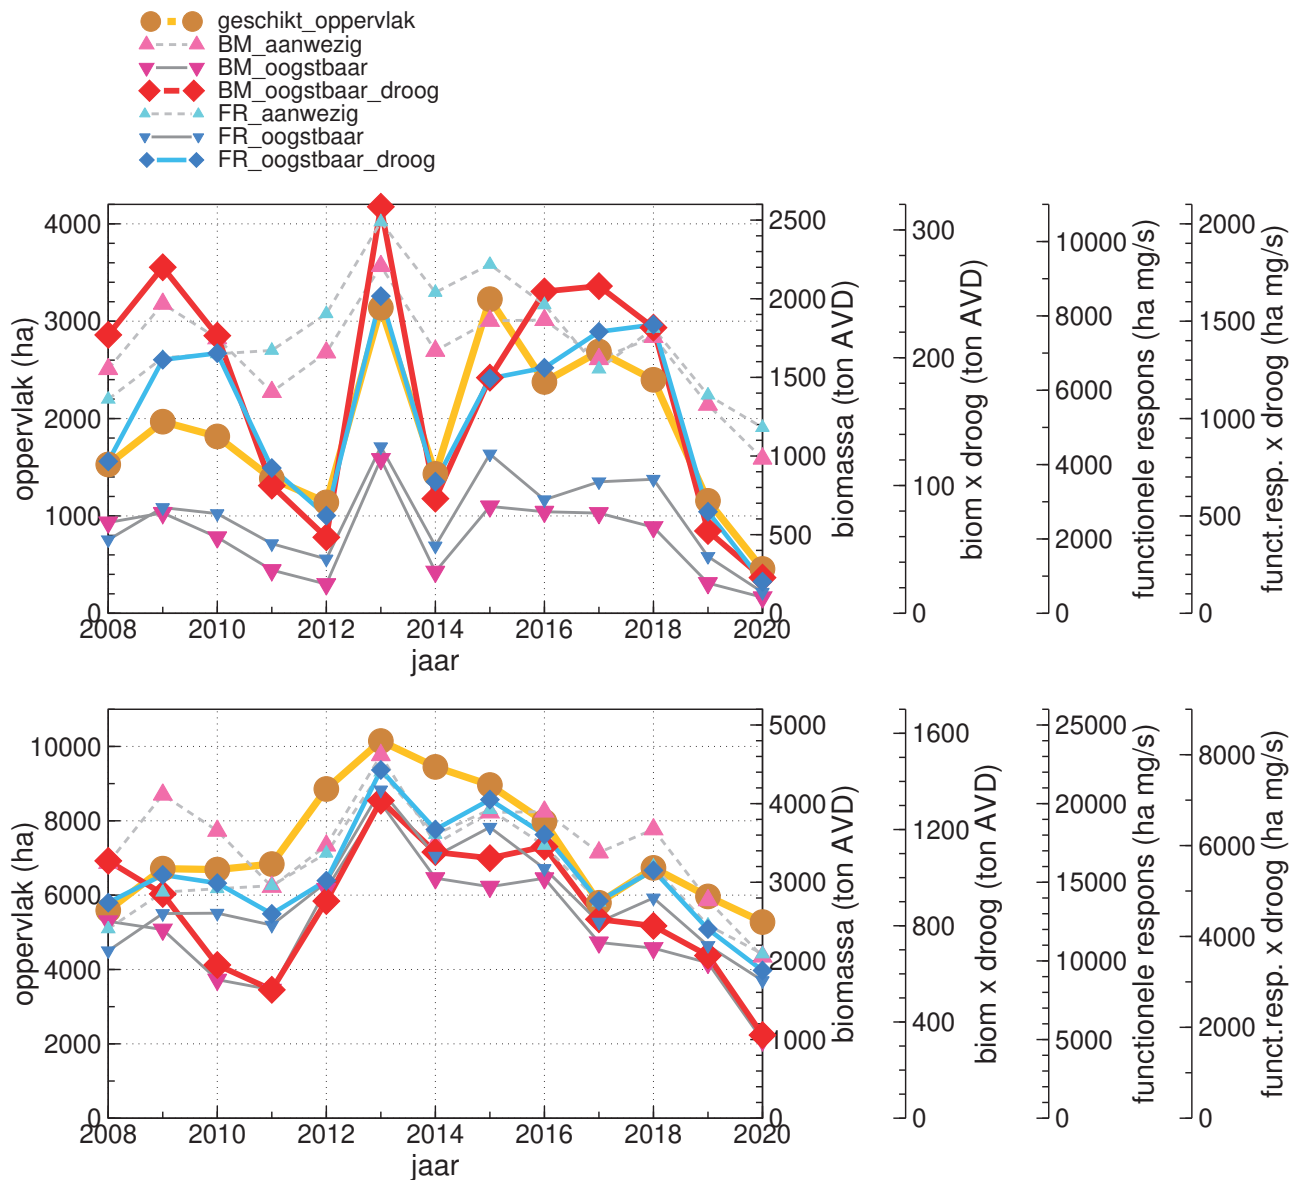 geschikt_oppervlak
BM_aanwezig
BM_oogstbaar
BM_oogstbaar_droog
FR_aanwezig
FR_oogstbaar
FR_oogstbaar_droog
oppervlak (ha)
4000
3000
2000
1000
0
2008 2010 2012 2014 2016 2018 2020
jaar
2500
2000
1500
1000
500
0
biomassa (ton AVD)
300
200
100
0
biom x droog (ton AVD)
10000
8000
6000
4000
2000
0
functionele respons (ha mg/s)
2000
1500
1000
500
0
funct.resp. x droog (ha mg/s)
oppervlak (ha)
10000
8000
6000
4000
2000
0
2008 2010 2012 2014 2016 2018 2020
jaar
5000
4000
3000
2000
1000
0
biomassa (ton AVD)
1600
1200
800
400
0
biom x droog (ton AVD)
25000
20000
15000
10000
5000
0
functionele respons (ha mg/s)
8000
6000
4000
2000
0
funct.resp. x droog (ha mg/s)